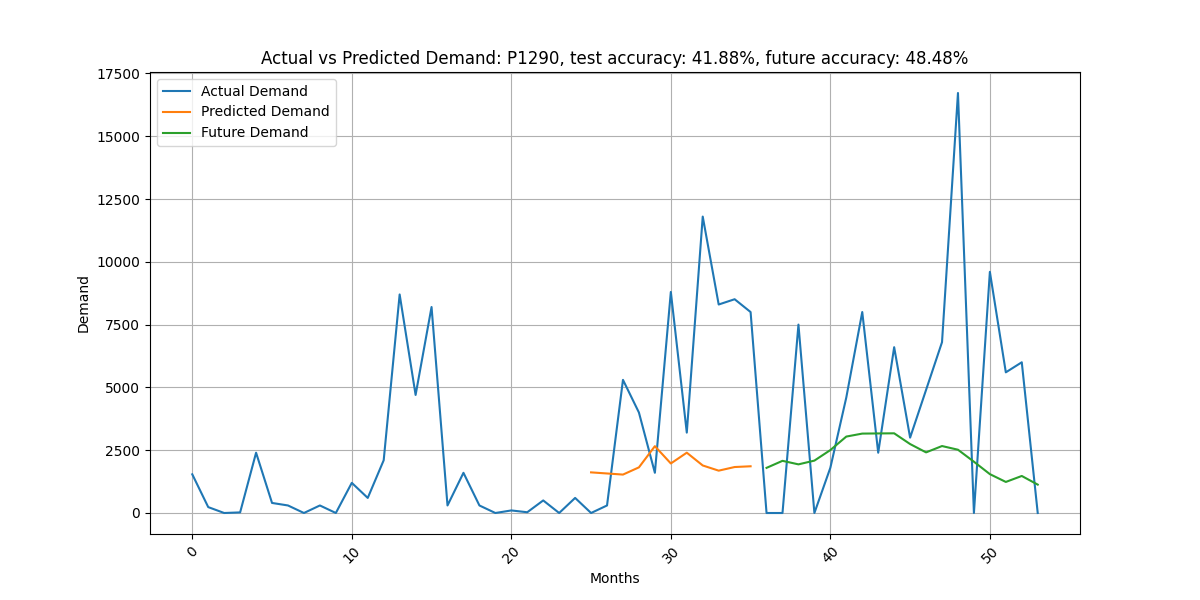 Actual vs Predicted Demand: P1290, test accuracy: 41.88%, future accuracy: 48.48%
Actual Demand
Predicted Demand
Future Demand
17500
15000
12500
10000
7500
5000
2500
0
Demand
0 10 20 30 40 50
Months